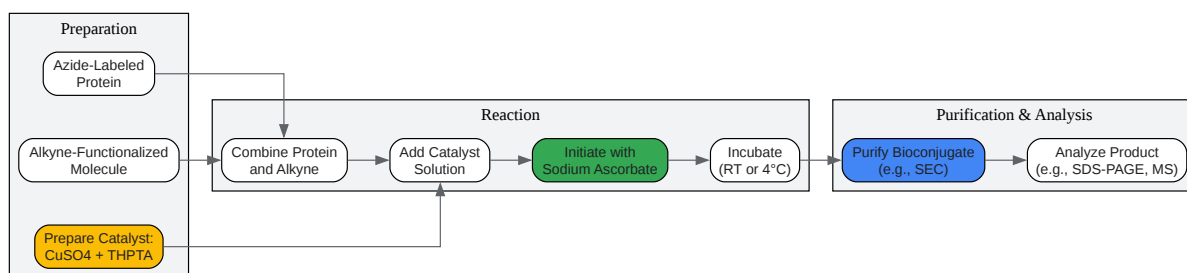 Preparation
Azide-Labeled
Protein
Alkyne-Functionalized
Molecule
Prepare Catalyst:
CuSO4 + THPTA
Reaction
Combine Protein
and Alkyne
Add Catalyst
Solution
Initiate with
Sodium Ascorbate
Incubate
(RT or 4°C)
Purification & Analysis
Purify Bioconjugate
(e.g., SEC)
Analyze Product
(e.g., SDS-PAGE, MS)